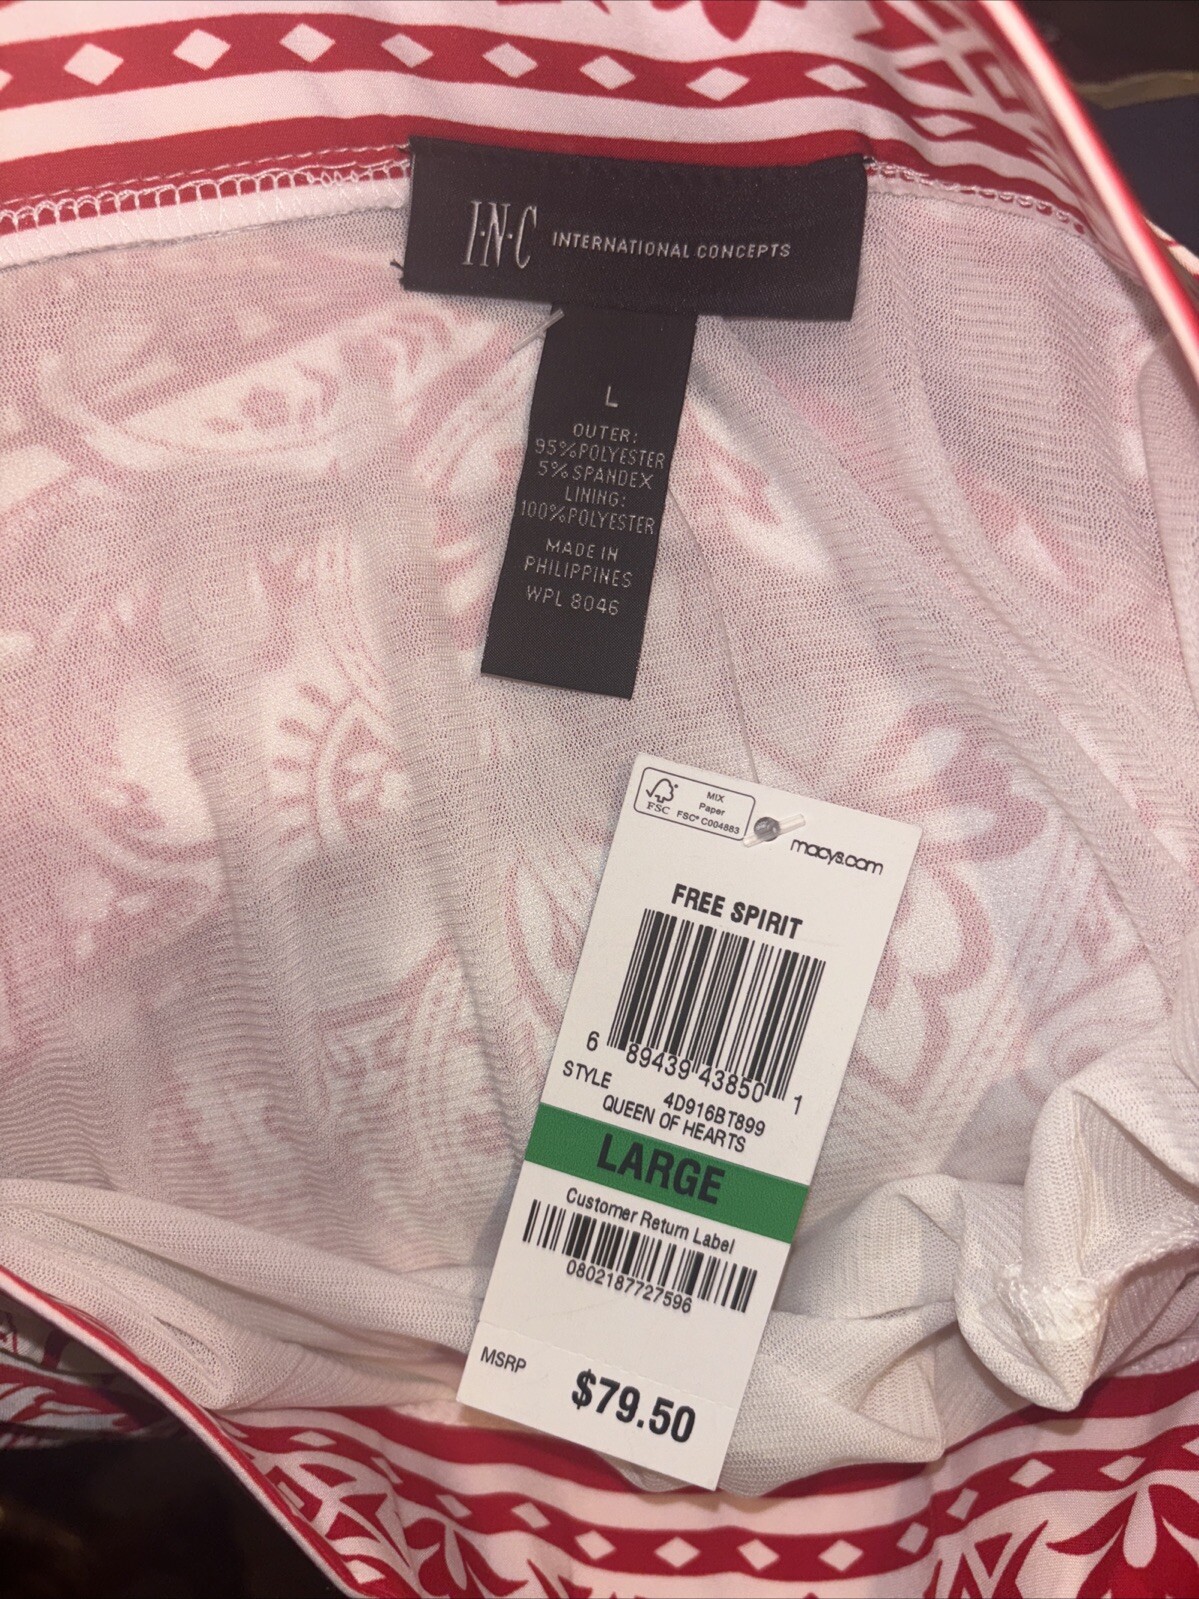 I·N·C INTERNATIONAL CONCEPTS
L
OUTER:
95%POLYESTER
5%SPANDEX
LINING:
100%POLYESTER
MADE IN
PHILIPPINES
WPL 8046
FSC
MIX
Paper
FSC® C004883
macys.com
FREE SPIRIT
6 89439 43850 1
STYLE 4D916BT899
QUEEN OF HEARTS
LARGE
Customer Return Label
0802187727596
MSRP $79.50